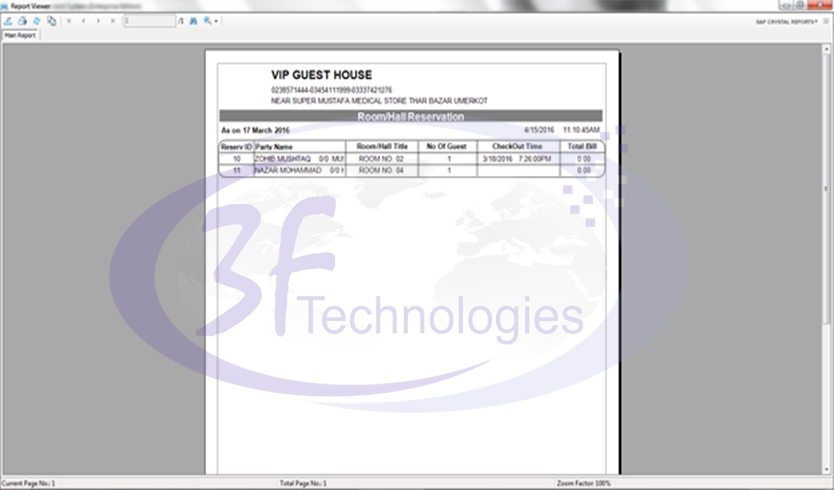 Report Viewer
1
/1
SAP CRYSTAL REPORTS®
Main Report
VIP GUEST HOUSE
0238571444-03454111999-03337421276
NEAR SUPER MUSTAFA MEDICAL STORE THAR BAZAR UMERKOT
Room/Hall Reservation
As on 17 March 2016 4/15/2016 11:10:45AM
Reserv ID Party Name Room/Hall Title No Of Guest CheckOut Time Total Bill
10 ZOHIB MUSHTAQ 0/0 MU ROOM NO. 02 1 3/18/2016 7:26:00PM 0.00
11 NAZAR MOHAMMAD 0/0 ROOM NO. 04 1 0.00
3F
Technologies
Current Page No.: 1 Total Page No.: 1 Zoom Factor: 100%